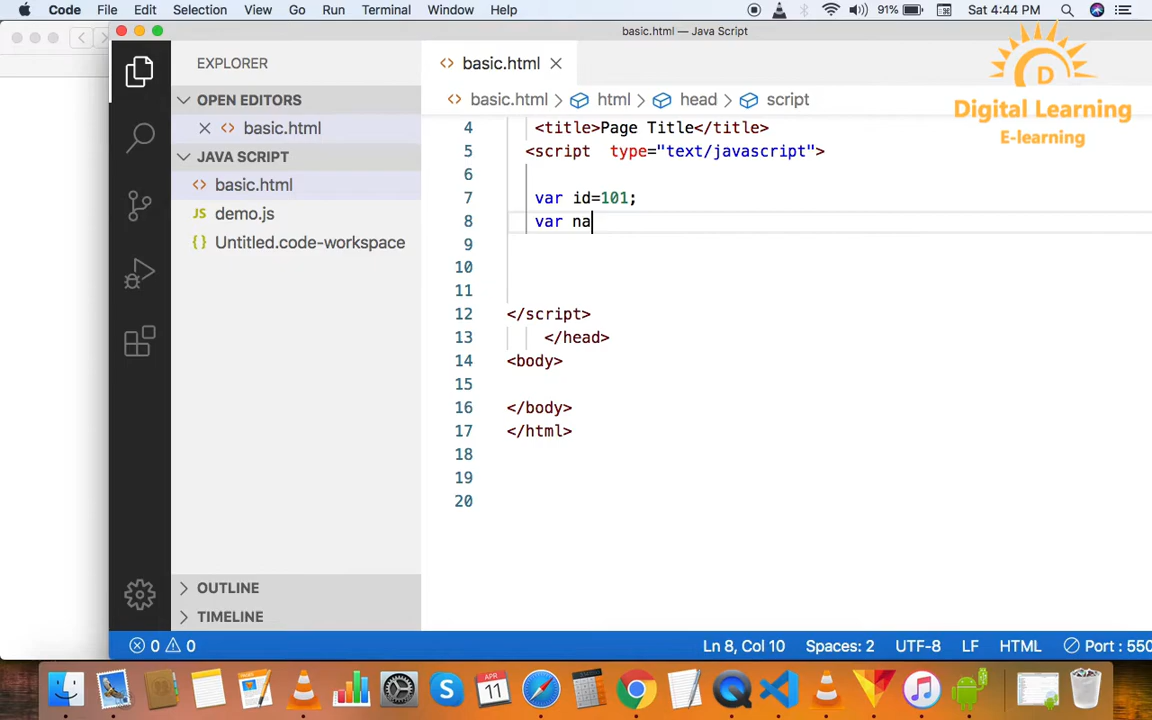 Code File Edit Selection View Go Run Terminal Window Help 91% Sat 4:44 PM
basic.html — Java Script
D
Digital Learning
E-learning
EXPLORER
OPEN EDITORS
basic.html
JAVA SCRIPT
basic.html
JS demo.js
{ } Untitled.code-workspace
OUTLINE
TIMELINE
basic.html
basic.html > html > head > script
4 <title>Page Title</title>
5 <script type="text/javascript">
6
7 var id=101;
8 var na
9
10
11
12 </script>
13 </head>
14 <body>
15
16 </body>
17 </html>
18
19
20
0 0 Ln 8, Col 10 Spaces: 2 UTF-8 LF HTML Port : 550
APR
11